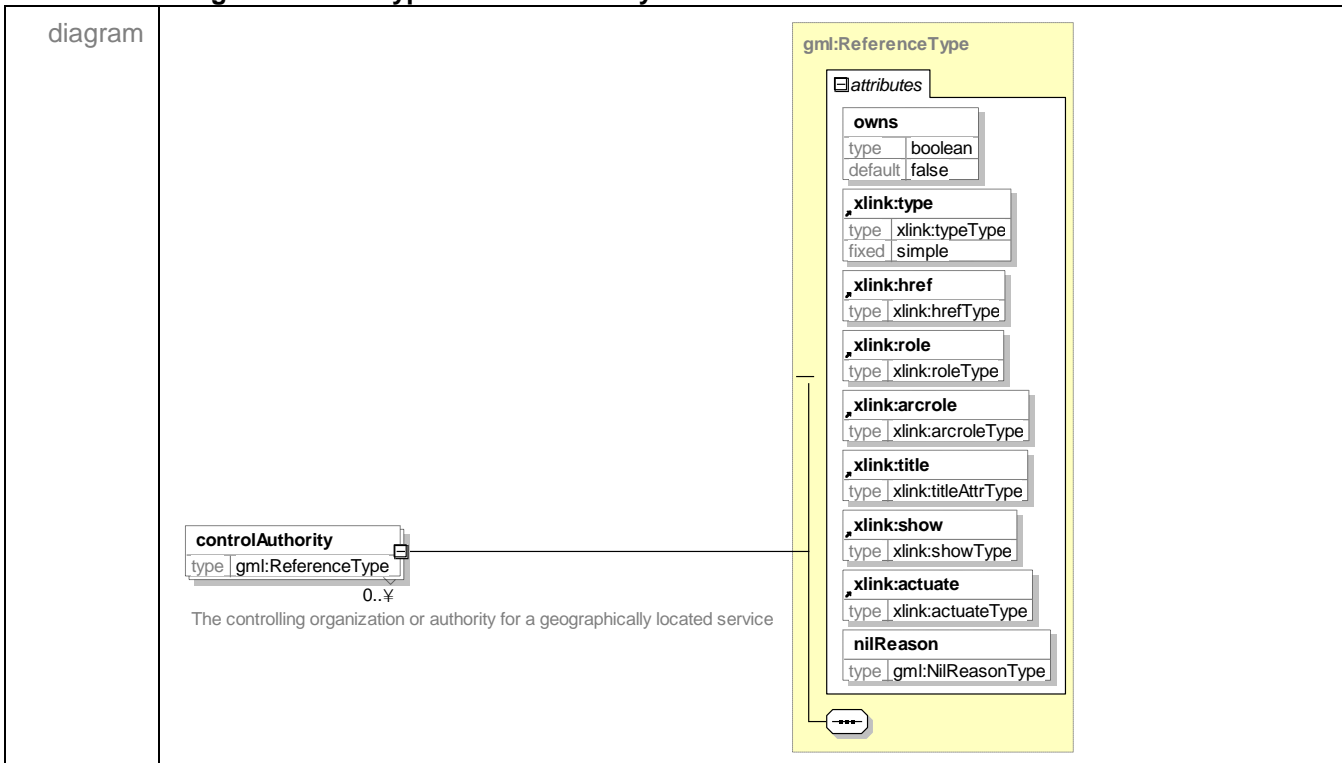 diagram
gml:ReferenceType
attributes
owns
type boolean
default false
xlink:type
type xlink:typeType
fixed simple
xlink:href
type xlink:hrefType
xlink:role
type xlink:roleType
xlink:arcrole
type xlink:arcroleType
xlink:title
type xlink:titleAttrType
xlink:show
type xlink:showType
xlink:actuate
type xlink:actuateType
nilReason
type gml:NilReasonType
controlAuthority
type gml:ReferenceType
0..¥
The controlling organization or authority for a geographically located service